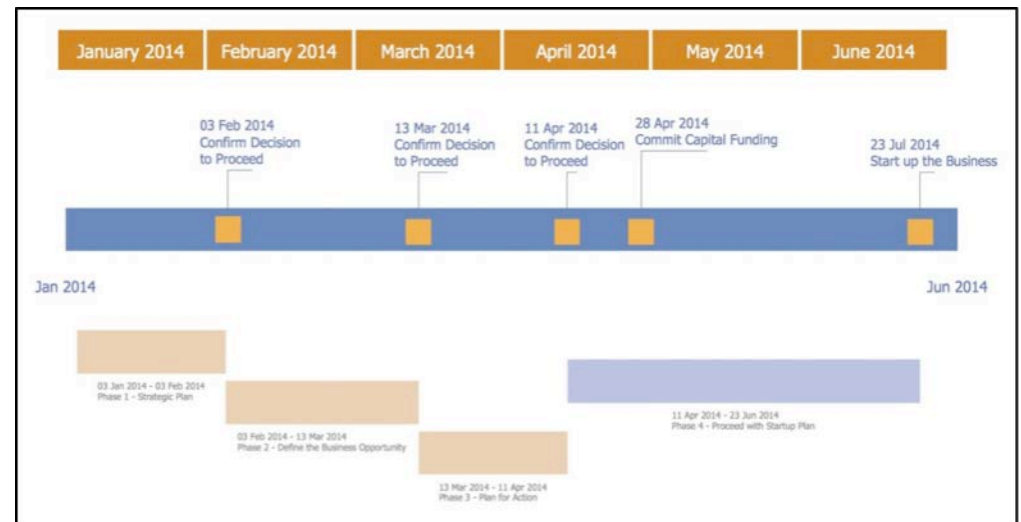 January 2014
February 2014
March 2014
April 2014
May 2014
June 2014
03 Feb 2014
Confirm Decision
to Proceed
13 Mar 2014
Confirm Decision
to Proceed
11 Apr 2014
Confirm Decision
to Proceed
28 Apr 2014
Commit Capital Funding
23 Jul 2014
Start up the Business
Jan 2014
Jun 2014
03 Jan 2014 - 03 Feb 2014
Phase 1 - Strategic Plan
03 Feb 2014 - 13 Mar 2014
Phase 2 - Define the Business Opportunity
13 Mar 2014 - 11 Apr 2014
Phase 3 - Plan for Action
11 Apr 2014 - 23 Jun 2014
Phase 4 - Proceed with Startup Plan